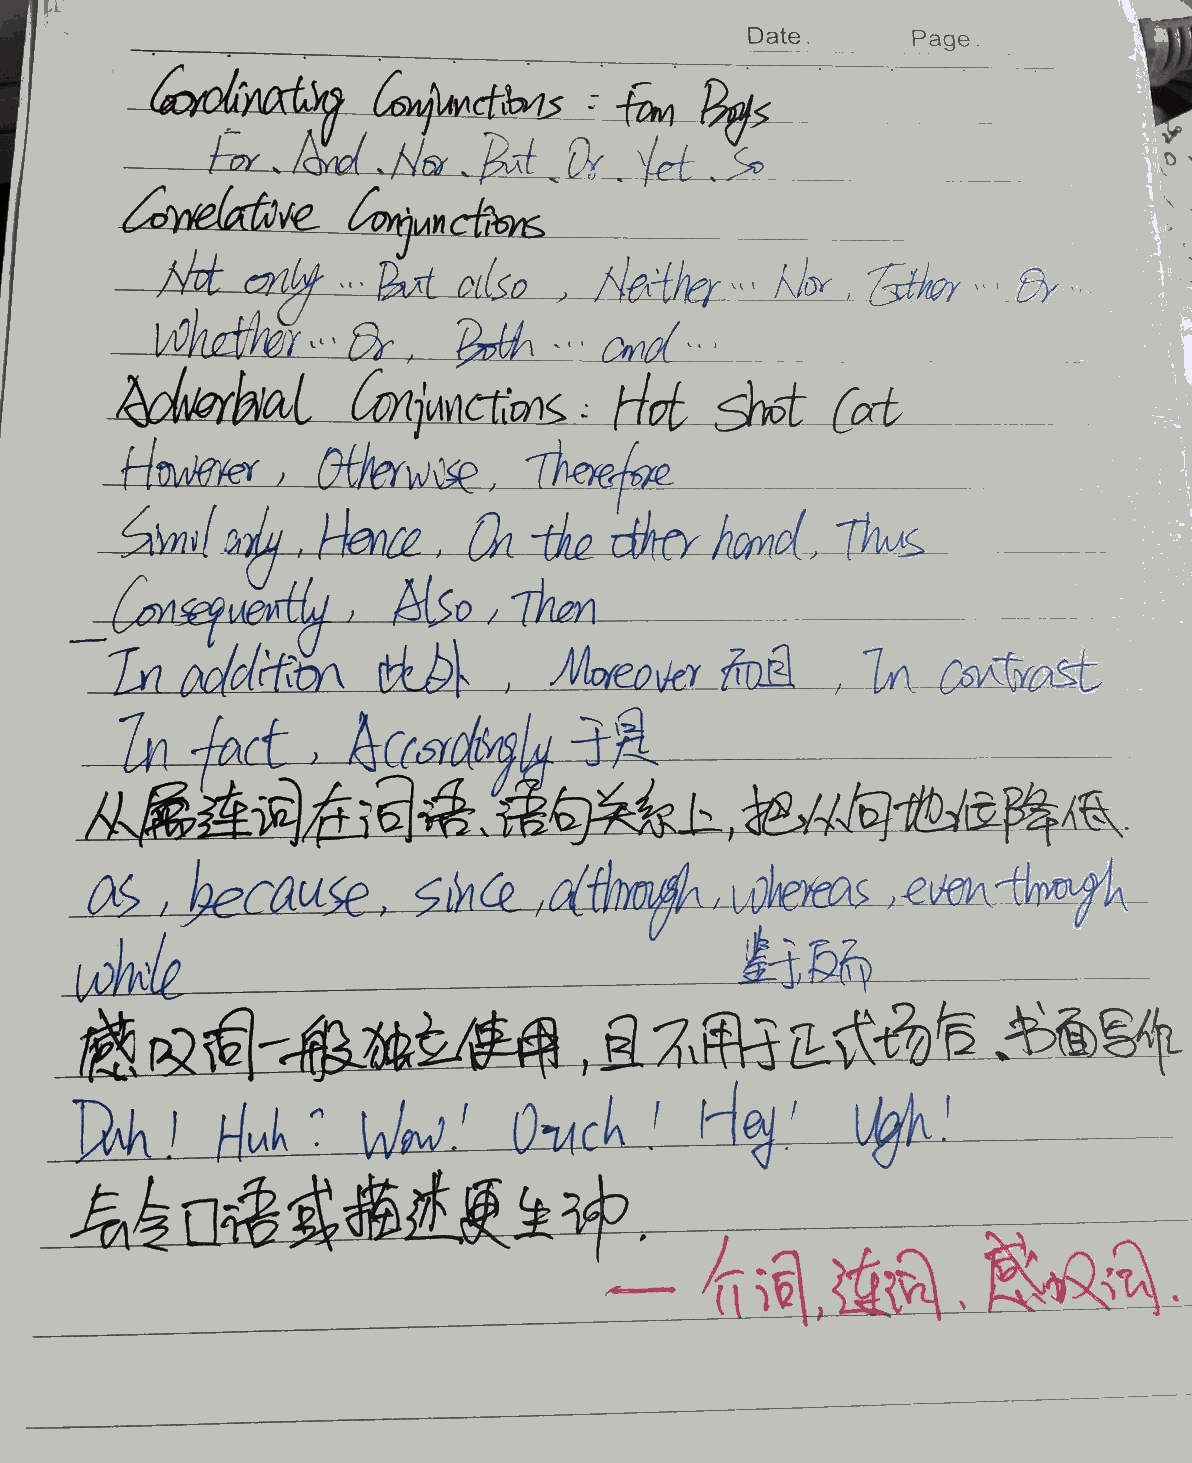 Date. Page.
Coordinating Conjunctions: Fan Boys
For、And、Nor、But、Or、Yet、So
Correlative Conjunctions
Not only … But also , Neither … Nor, Either … Or …
Whether … Or , Both … and …
Adverbial Conjunctions: Hot Shot Cat
However, Otherwise, Therefore
Similarly, Hence, On the other hand, Thus
Consequently, Also, Then
In addition 此外 , Moreover 而且 , In contrast
In fact , Accordingly 于是
从属连词在词语、语句关系上,把从句地位降低.
as, because, since, althrough, whereas, even through
while 鉴于,反而
感叹词一般独立使用,且不用于正式场合、书面写作
Duh! Huh? Wow! Ouch! Hey! Ugh!
口语或描述更生动.
— 介词,连词、感叹词.